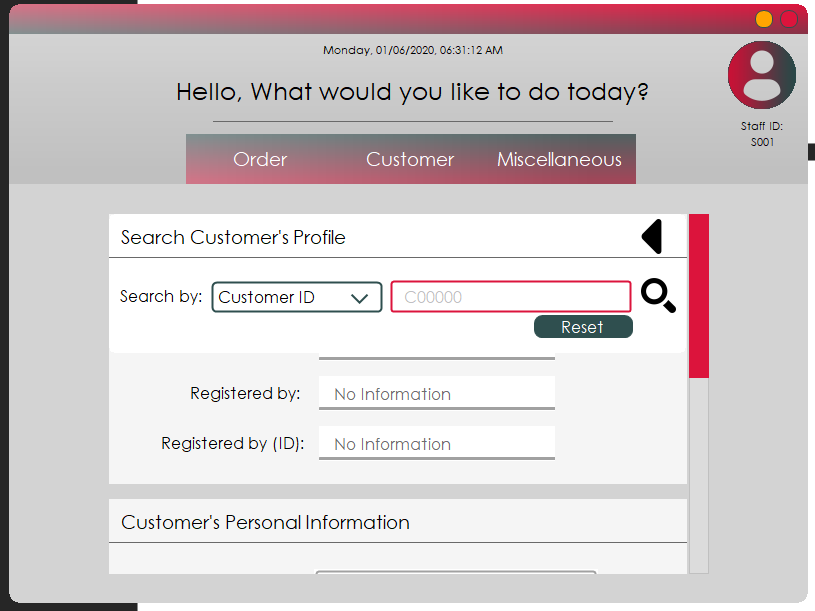 Monday, 01/06/2020, 06:31:12 AM
Hello, What would you like to do today?
Staff ID:
S001
Order Customer Miscellaneous
Search Customer's Profile
Search by: Customer ID C00000
Reset
Registered by: No Information
Registered by (ID): No Information
Customer's Personal Information